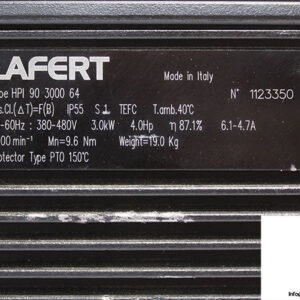 LAFERT
Made in Italy
pe HPI 90 3000 64
N° 1123350
s.Cl.(ΔT)=F(B) IP55 S1 TEFC T.amb.40°C
-60Hz: 380-480V 3.0kW 4.0Hp η 87.1% 6.1-4.7A
00 min⁻¹ Mn=9.6 Nm Weight=19.0 Kg
otector Type PTO 150°C